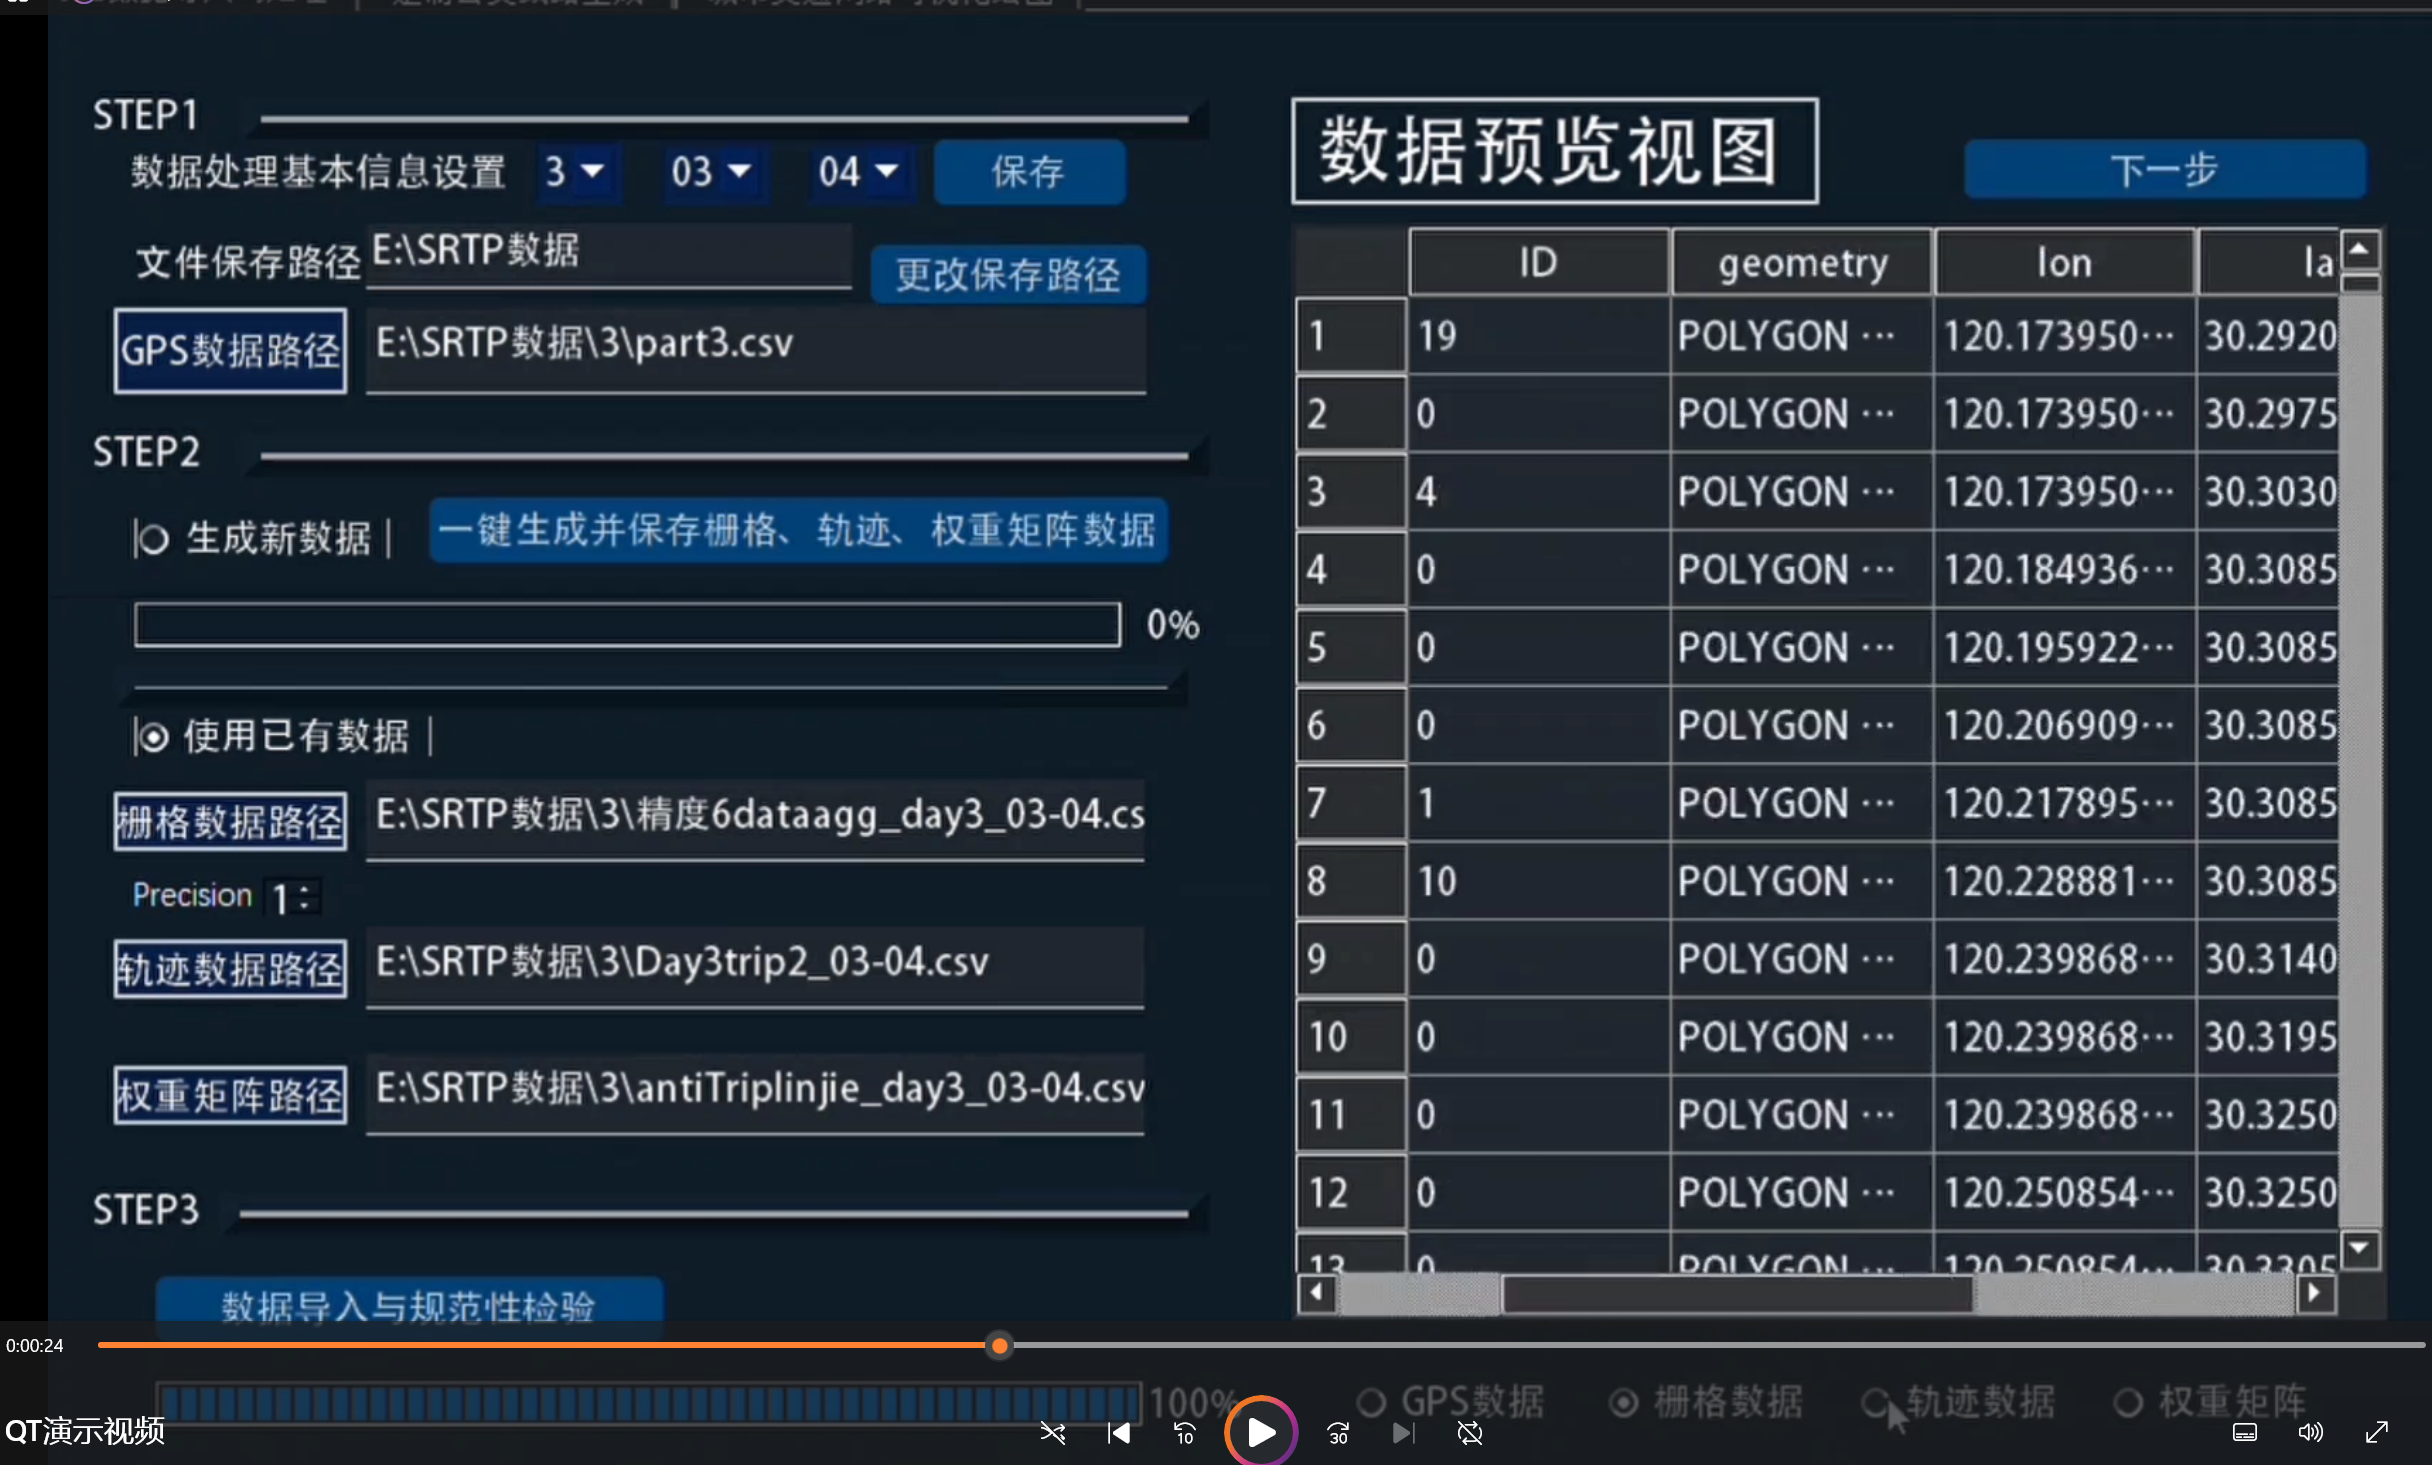 STEP1
数据处理基本信息设置 3 03 04 保存
文件保存路径 E:\SRTP数据 更改保存路径
GPS数据路径 E:\SRTP数据\3\part3.csv
STEP2
生成新数据 一键生成并保存栅格、轨迹、权重矩阵数据
0%
使用已有数据
栅格数据路径 E:\SRTP数据\3\精度6dataagg_day3_03-04.cs
Precision 1
轨迹数据路径 E:\SRTP数据\3\Day3trip2_03-04.csv
权重矩阵路径 E:\SRTP数据\3\antiTriplinjie_day3_03-04.csv
STEP3
数据导入与规范性检验
100%
数据预览视图
下一步
ID geometry lon la
1 19 POLYGON ··· 120.173950··· 30.2920
2 0 POLYGON ··· 120.173950··· 30.2975
3 4 POLYGON ··· 120.173950··· 30.3030
4 0 POLYGON ··· 120.184936··· 30.3085
5 0 POLYGON ··· 120.195922··· 30.3085
6 0 POLYGON ··· 120.206909··· 30.3085
7 1 POLYGON ··· 120.217895··· 30.3085
8 10 POLYGON ··· 120.228881··· 30.3085
9 0 POLYGON ··· 120.239868··· 30.3140
10 0 POLYGON ··· 120.239868··· 30.3195
11 0 POLYGON ··· 120.239868··· 30.3250
12 0 POLYGON ··· 120.250854··· 30.3250
13 0 POLYGON ··· 120.250854··· 30.3305
GPS数据 栅格数据 轨迹数据 权重矩阵
0:00:24
QT演示视频
10
30